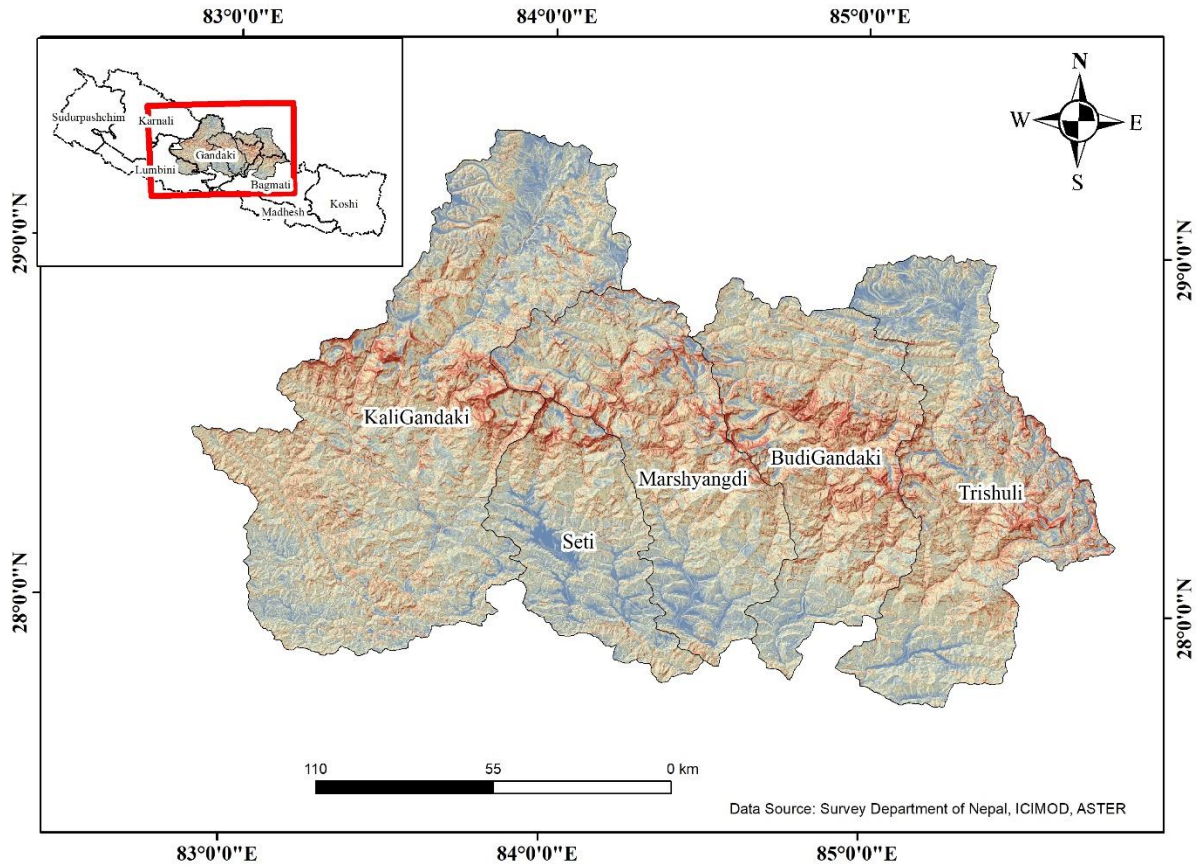 83°0'0"E 84°0'0"E 85°0'0"E
N
W E
S
Sudurpashchim
Karnali
Gandaki
Lumbini
Bagmati
Madhesh
Koshi
29°0'0"N
29°0'0"N
KaliGandaki
Marshyangdi
BudiGandaki
Trishuli
Seti
28°0'0"N
28°0'0"N
110 55 0 km
Data Source: Survey Department of Nepal, ICIMOD, ASTER
83°0'0"E 84°0'0"E 85°0'0"E